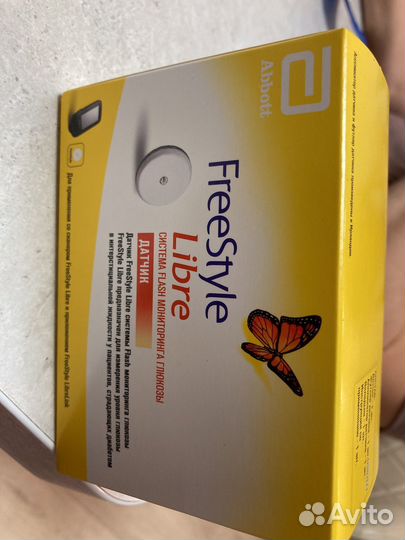 Abbott
FreeStyle
Libre
СИСТЕМА FLASH МОНИТОРИНГА ГЛЮКОЗЫ
ДАТЧИК
Датчик FreeStyle Libre системы Flash мониторинга глюкозы
FreeStyle Libre предназначен для измерения уровня глюкозы
в интерстициальной жидкости у пациентов, страдающих диабетом
Для применения со сканером FreeStyle Libre и приложением FreeStyle LibreLink
Avito